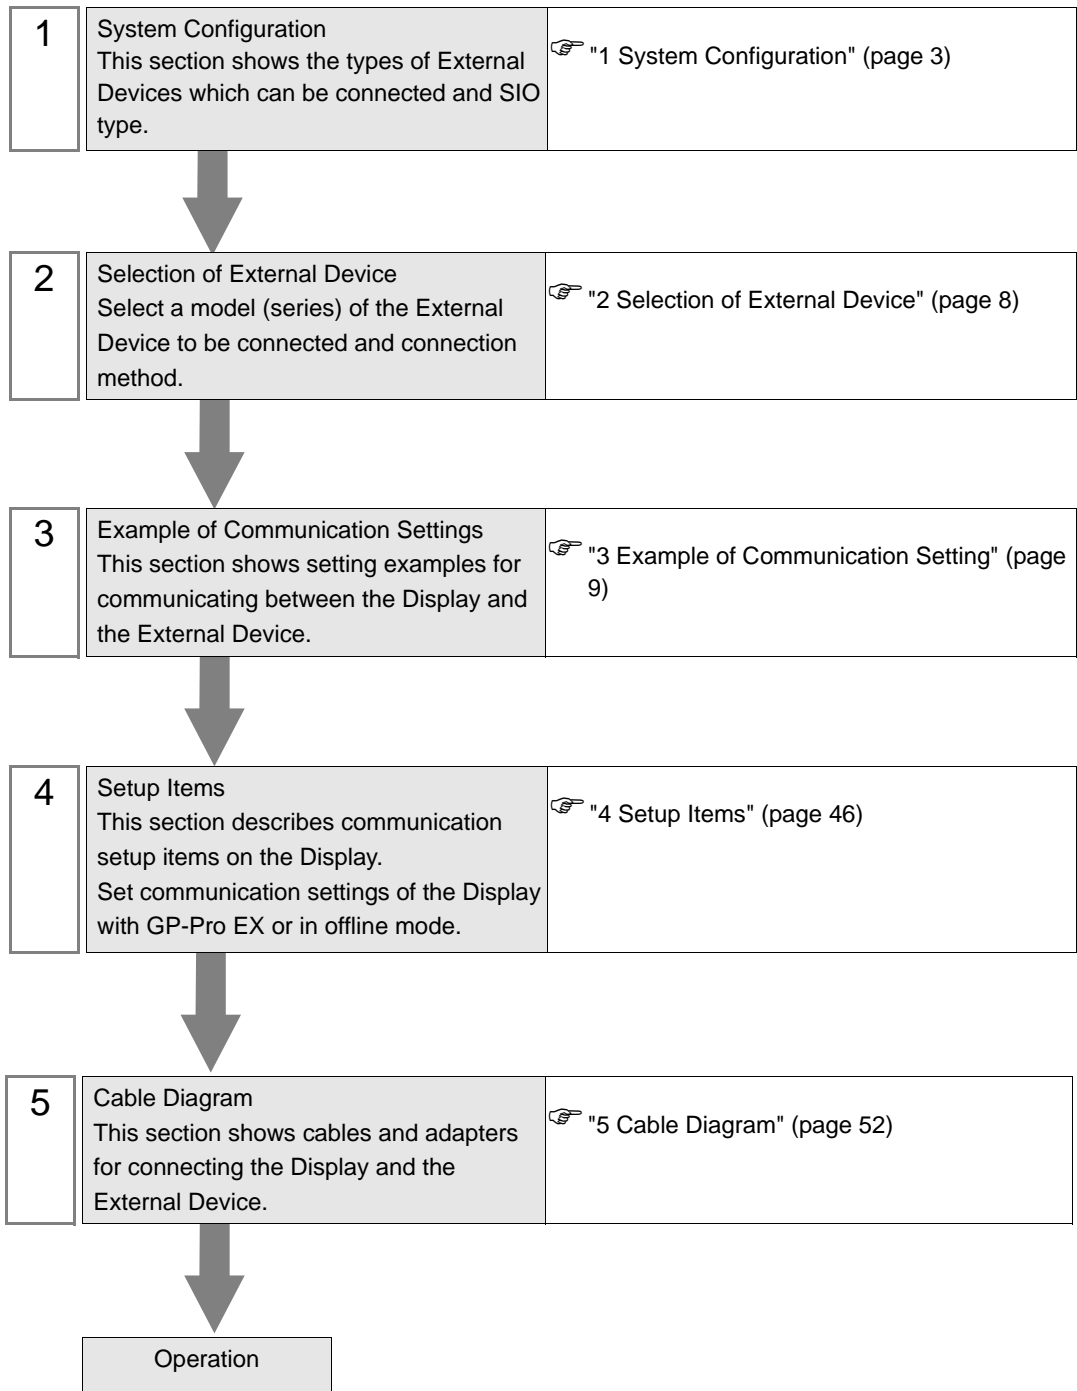 1
System Configuration
This section shows the types of External
Devices which can be connected and SIO
type.
"1 System Configuration" (page 3)
2
Selection of External Device
Select a model (series) of the External
Device to be connected and connection
method.
"2 Selection of External Device" (page 8)
3
Example of Communication Settings
This section shows setting examples for
communicating between the Display and
the External Device.
"3 Example of Communication Setting" (page
9)
4
Setup Items
This section describes communication
setup items on the Display.
Set communication settings of the Display
with GP-Pro EX or in offline mode.
"4 Setup Items" (page 46)
5
Cable Diagram
This section shows cables and adapters
for connecting the Display and the
External Device.
"5 Cable Diagram" (page 52)
Operation